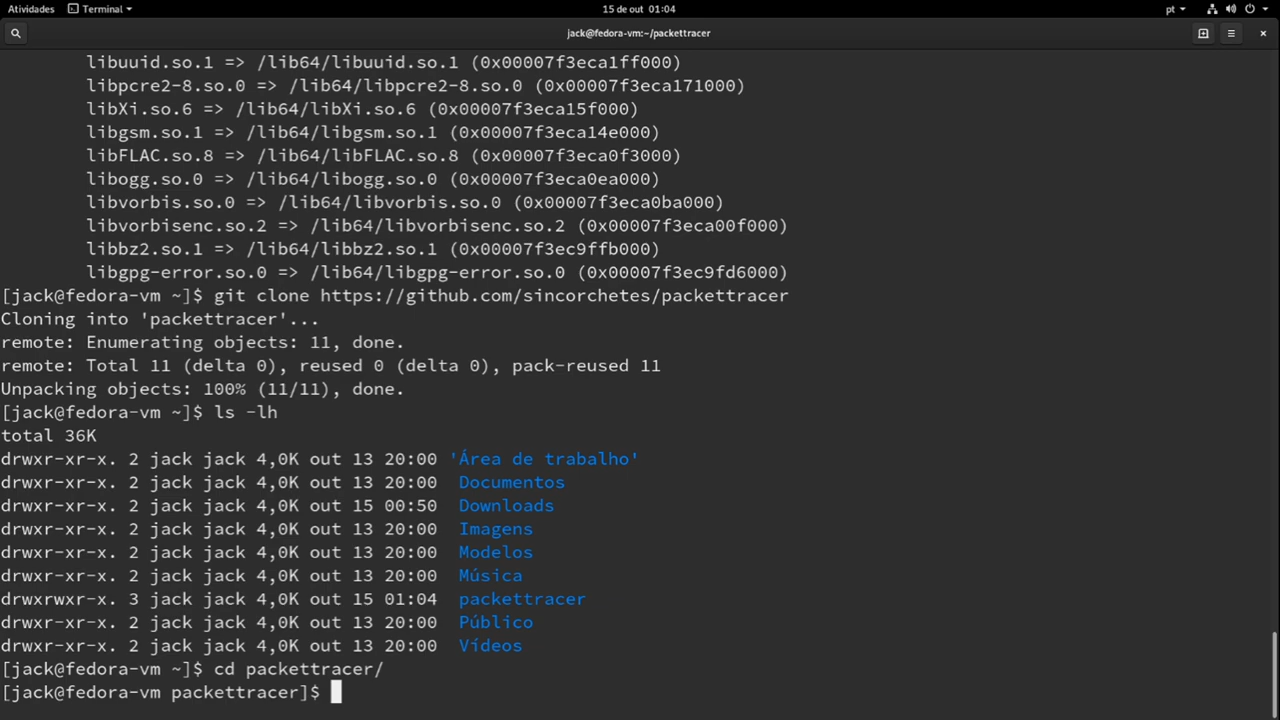 Atividades Terminal 15 de out 01:04 pt
jack@fedora-vm:~/packettracer
libuuid.so.1 => /lib64/libuuid.so.1 (0x00007f3eca1ff000)
libpcre2-8.so.0 => /lib64/libpcre2-8.so.0 (0x00007f3eca171000)
libXi.so.6 => /lib64/libXi.so.6 (0x00007f3eca15f000)
libgsm.so.1 => /lib64/libgsm.so.1 (0x00007f3eca14e000)
libFLAC.so.8 => /lib64/libFLAC.so.8 (0x00007f3eca0f3000)
libogg.so.0 => /lib64/libogg.so.0 (0x00007f3eca0ea000)
libvorbis.so.0 => /lib64/libvorbis.so.0 (0x00007f3eca0ba000)
libvorbisenc.so.2 => /lib64/libvorbisenc.so.2 (0x00007f3eca00f000)
libbz2.so.1 => /lib64/libbz2.so.1 (0x00007f3ec9ffb000)
libgpg-error.so.0 => /lib64/libgpg-error.so.0 (0x00007f3ec9fd6000)
[jack@fedora-vm ~]$ git clone https://github.com/sincorchetes/packettracer
Cloning into 'packettracer'...
remote: Enumerating objects: 11, done.
remote: Total 11 (delta 0), reused 0 (delta 0), pack-reused 11
Unpacking objects: 100% (11/11), done.
[jack@fedora-vm ~]$ ls -lh
total 36K
drwxr-xr-x. 2 jack jack 4,0K out 13 20:00 'Área de trabalho'
drwxr-xr-x. 2 jack jack 4,0K out 13 20:00 Documentos
drwxr-xr-x. 2 jack jack 4,0K out 15 00:50 Downloads
drwxr-xr-x. 2 jack jack 4,0K out 13 20:00 Imagens
drwxr-xr-x. 2 jack jack 4,0K out 13 20:00 Modelos
drwxr-xr-x. 2 jack jack 4,0K out 13 20:00 Música
drwxrwxr-x. 3 jack jack 4,0K out 15 01:04 packettracer
drwxr-xr-x. 2 jack jack 4,0K out 13 20:00 Público
drwxr-xr-x. 2 jack jack 4,0K out 13 20:00 Vídeos
[jack@fedora-vm ~]$ cd packettracer/
[jack@fedora-vm packettracer]$